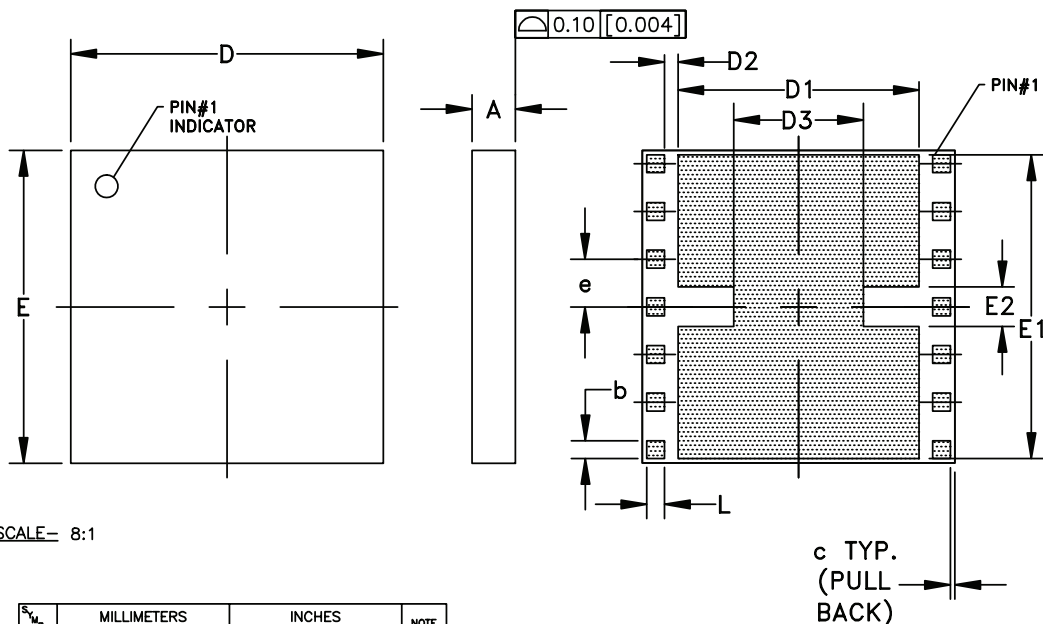 0.10 [0.004]
D
D2
PIN#1
INDICATOR
A
D1
PIN#1
D3
E
e
E2
E1
b
L
SCALE- 8:1
c TYP.
(PULL
BACK)
MILLIMETERS INCHES NOTE